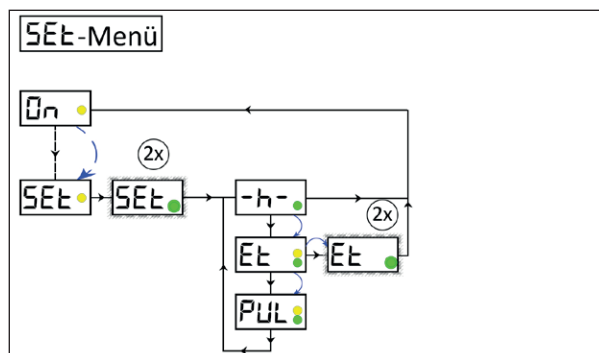 SEt-Menü
On
2x
SEt SEt -h-
2x
Et Et
PUL